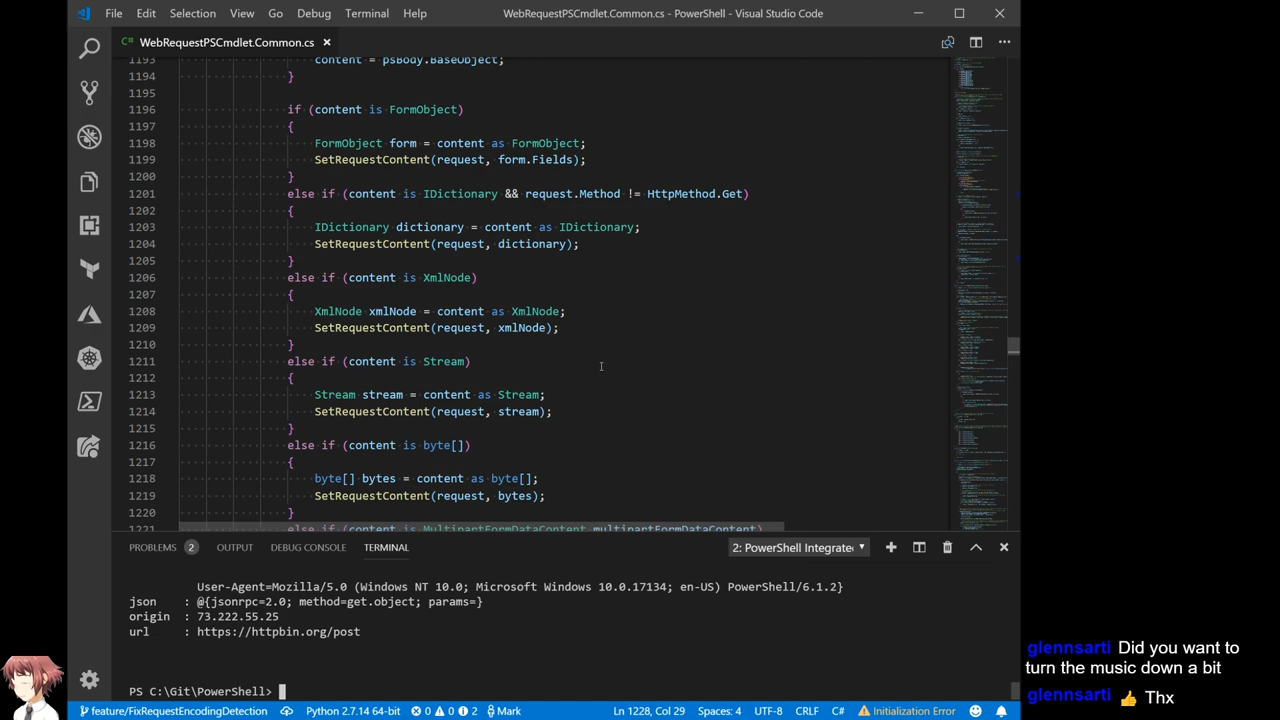 File Edit Selection View Go Debug Terminal Help WebRequestPSCmdlet.Common.cs - PowerShell - Visual Studio Code
C# WebRequestPSCmdlet.Common.cs
1193 content = psBody.BaseObject;
1194 }
1195
1196 (content is FormObject)
1197 {
1198 FormObject form = content as FormObject;
1199 SetRequestContent(request, form.Fields);
1200
1201 else if (content is IDictionary && request.Method != HttpMethod.Get)
1202
1203 IDictionary dictionary = content as IDictionary;
1204 SetRequestContent(request, dictionary);
1205 }
1206 else if (content is XmlNode)
1207 {
1208 XmlNode xmlNode = content as XmlNode;
1209 SetRequestContent(request, xmlNode);
1210 }
1211 else if (content is Stream)
1212 {
1213 Stream stream = content as Stream;
1214 SetRequestContent(request, stream);
1215 }
1216 else if (content is byte[])
1217 {
1218 byte[] bytes = content as byte[];
1219 SetRequestContent(request, bytes);
1220 }
1221 else if (content is MultipartFormDataContent multipartFormDataContent)
PROBLEMS 2 OUTPUT DEBUG CONSOLE TERMINAL 2: PowerShell Integrate
User-Agent=Mozilla/5.0 (Windows NT 10.0; Microsoft Windows 10.0.17134; en-US) PowerShell/6.1.2}
json : @{jsonrpc=2.0; method=get.object; params=}
origin : 73.222.55.25
url : https://httpbin.org/post
PS C:\Git\PowerShell>
feature/FixRequestEncodingDetection Python 2.7.14 64-bit 0 0 2 Mark Ln 1228, Col 29 Spaces: 4 UTF-8 CRLF C# Initialization Error
glennsarti Did you want to
turn the music down a bit
glennsarti 👍 Thx